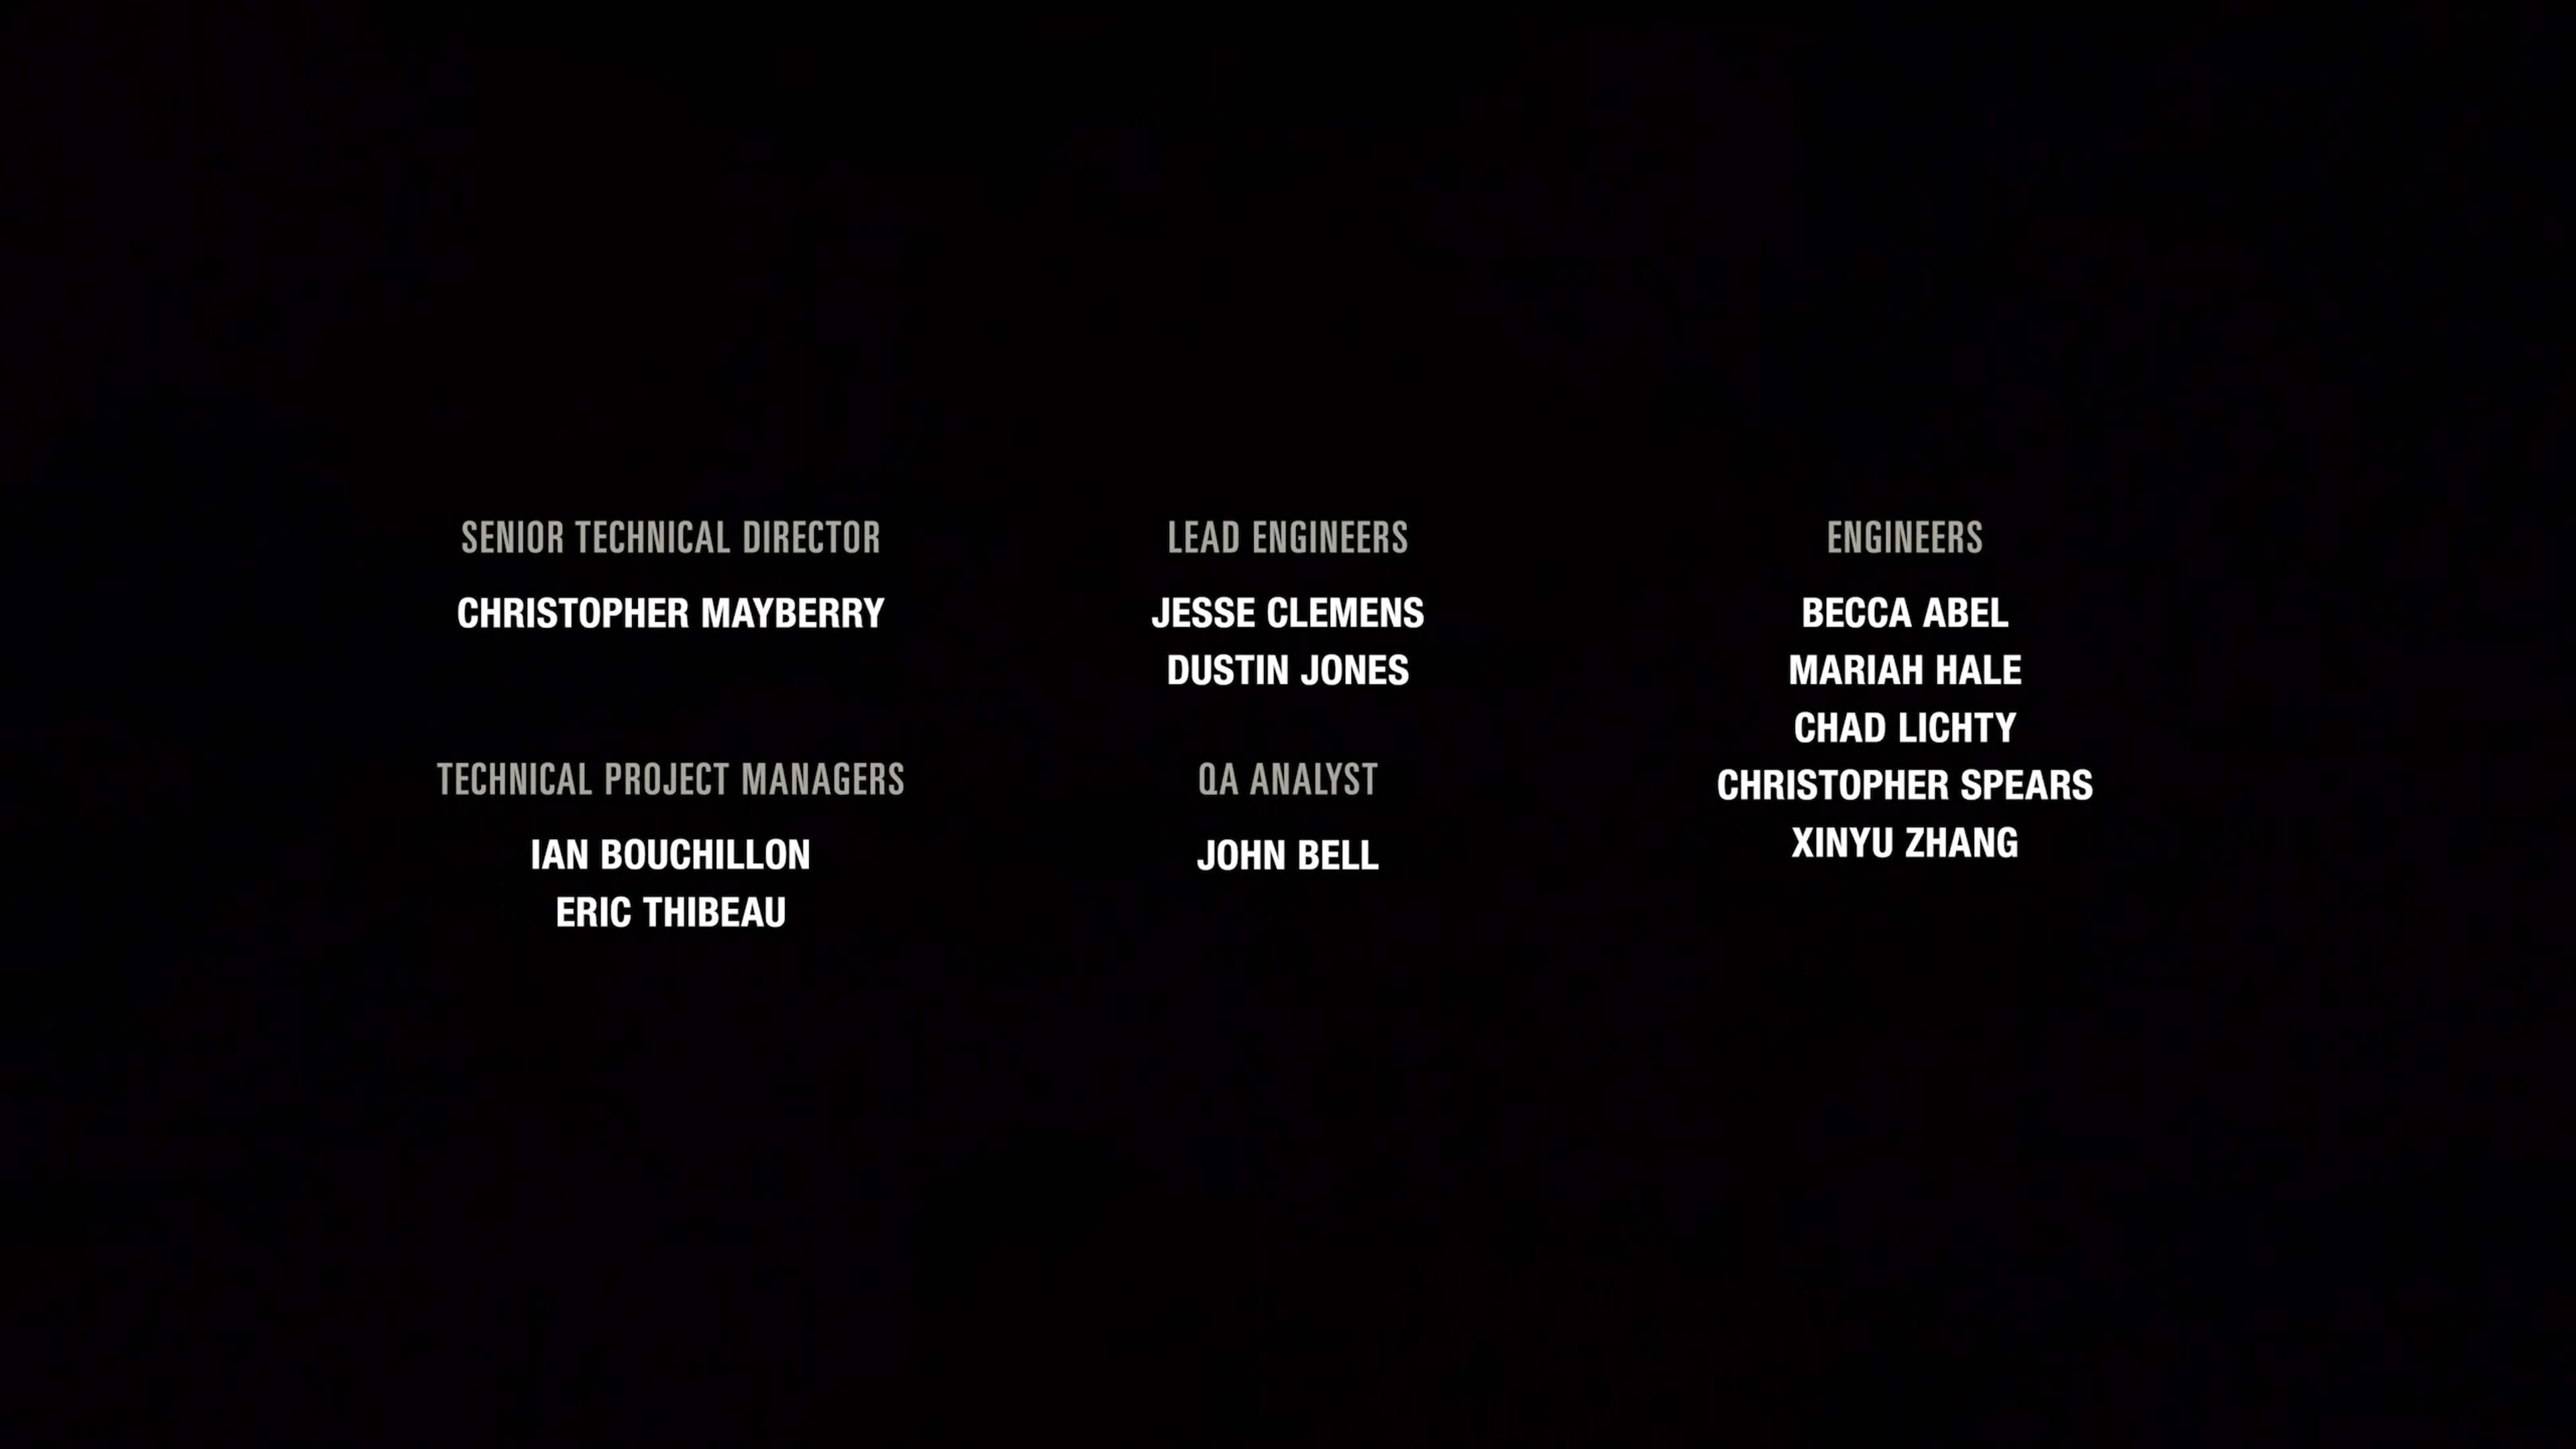 SENIOR TECHNICAL DIRECTOR
CHRISTOPHER MAYBERRY
TECHNICAL PROJECT MANAGERS
IAN BOUCHILLON
ERIC THIBEAU
LEAD ENGINEERS
JESSE CLEMENS
DUSTIN JONES
QA ANALYST
JOHN BELL
ENGINEERS
BECCA ABEL
MARIAH HALE
CHAD LICHTY
CHRISTOPHER SPEARS
XINYU ZHANG